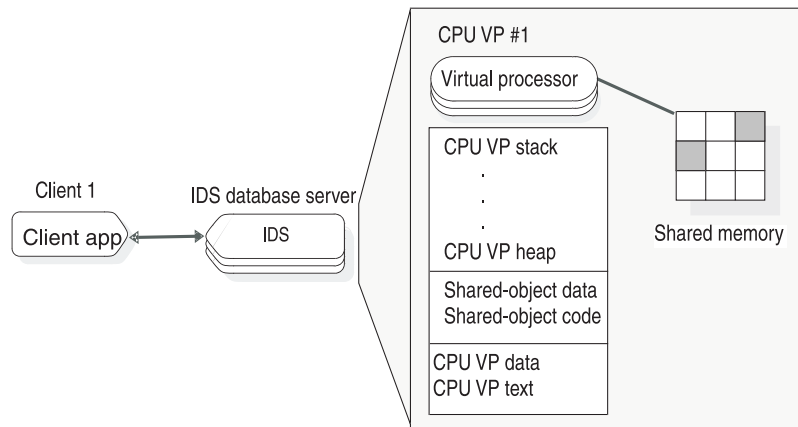 CPU VP #1
Virtual processor
CPU VP stack
.
.
.
CPU VP heap
Shared-object data
Shared-object code
CPU VP data
CPU VP text
Shared memory
Client 1
Client app
IDS database server
IDS